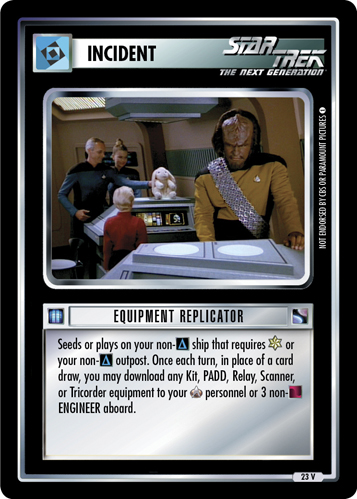 INCIDENT
STAR TREK
THE NEXT GENERATION
NOT ENDORSED BY CBS OR PARAMOUNT PICTURES
EQUIPMENT REPLICATOR
Seeds or plays on your non- ship that requires or
your non- outpost. Once each turn, in place of a card
draw, you may download any Kit, PADD, Relay, Scanner,
or Tricorder equipment to your personnel or 3 non-
ENGINEER aboard.
23 V